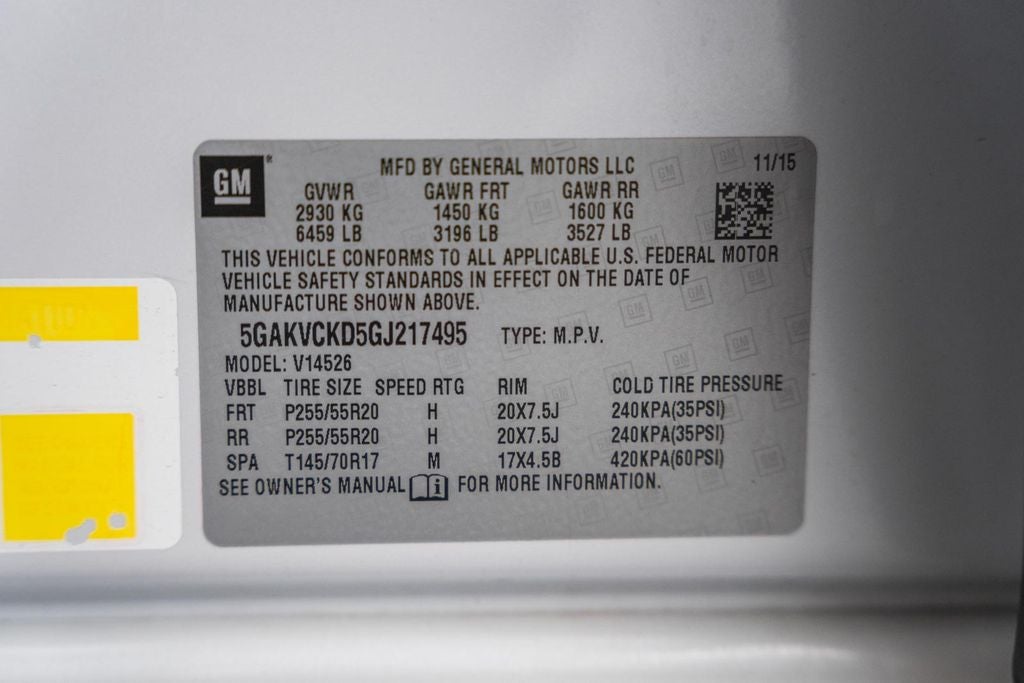 GM
MFD BY GENERAL MOTORS LLC 11/15
GVWR GAWR FRT GAWR RR
2930 KG 1450 KG 1600 KG
6459 LB 3196 LB 3527 LB
THIS VEHICLE CONFORMS TO ALL APPLICABLE U.S. FEDERAL MOTOR
VEHICLE SAFETY STANDARDS IN EFFECT ON THE DATE OF
MANUFACTURE SHOWN ABOVE.
5GAKVCKD5GJ217495 TYPE: M.P.V.
MODEL: V14526
VBBL TIRE SIZE SPEED RTG RIM COLD TIRE PRESSURE
FRT P255/55R20 H 20X7.5J 240KPA(35PSI)
RR P255/55R20 H 20X7.5J 240KPA(35PSI)
SPA T145/70R17 M 17X4.5B 420KPA(60PSI)
SEE OWNER'S MANUAL i FOR MORE INFORMATION.